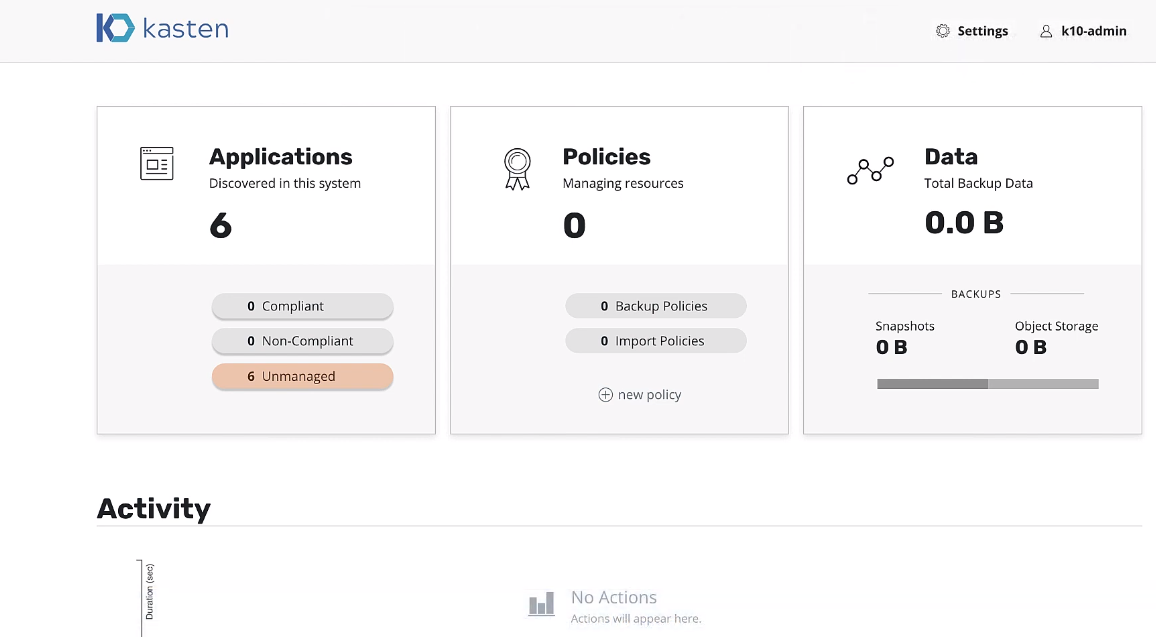 kasten
Settings
k10-admin
Applications
Discovered in this system
6
0 Compliant
0 Non-Compliant
6 Unmanaged
Policies
Managing resources
0
0 Backup Policies
0 Import Policies
new policy
Data
Total Backup Data
0.0 B
BACKUPS
Snapshots
0 B
Object Storage
0 B
Activity
Duration (sec)
No Actions
Actions will appear here.